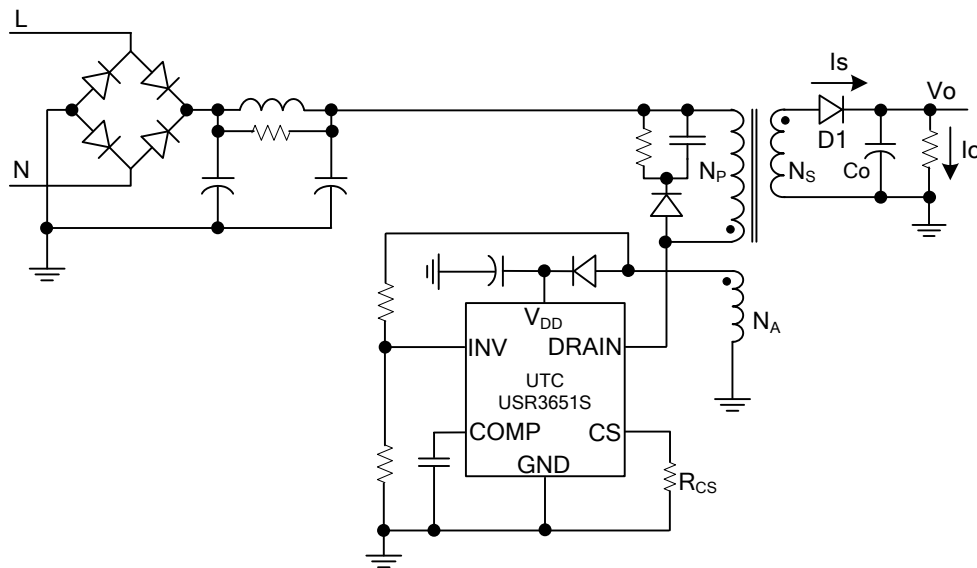 L
Is
Vo
D1
Io
N
NP
NS
Co
VDD
NA
INV
DRAIN
UTC
USR3651S
COMP
CS
GND
RCS